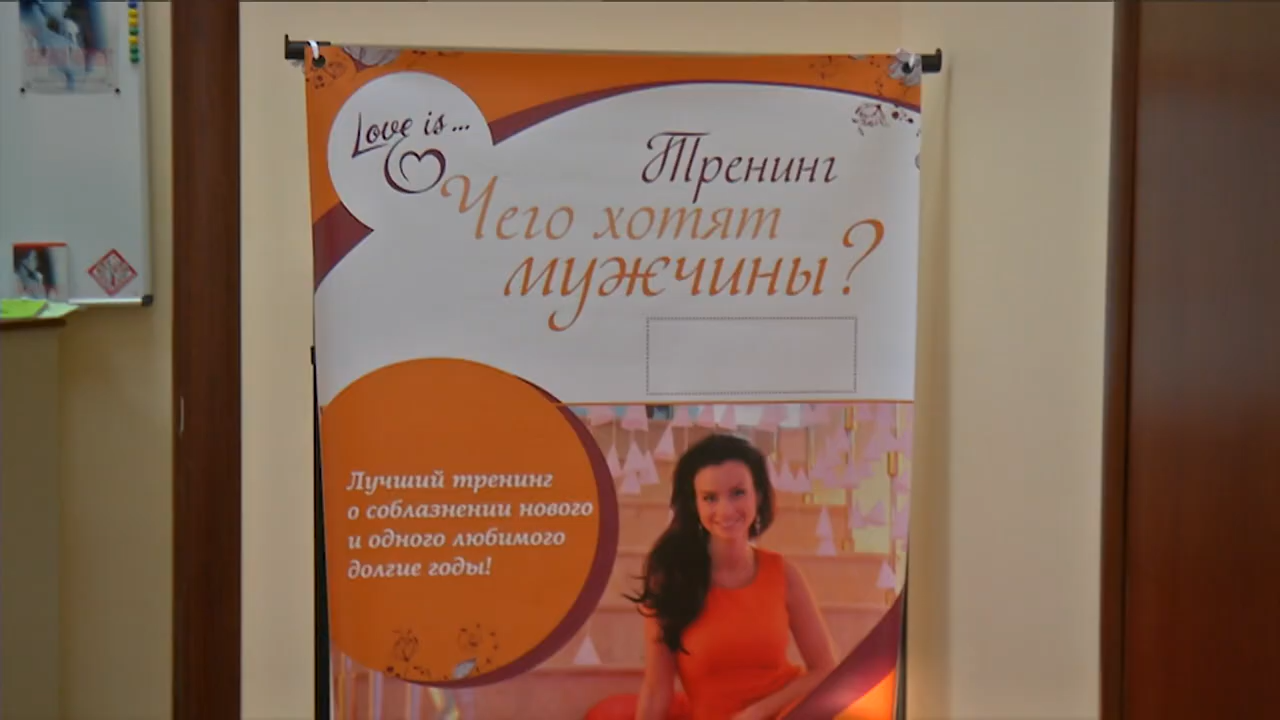 Love is...
Тренинг
Чего хотят
мужчины?
Лучший тренинг
о соблазнении нового
и одного любимого
долгие годы!